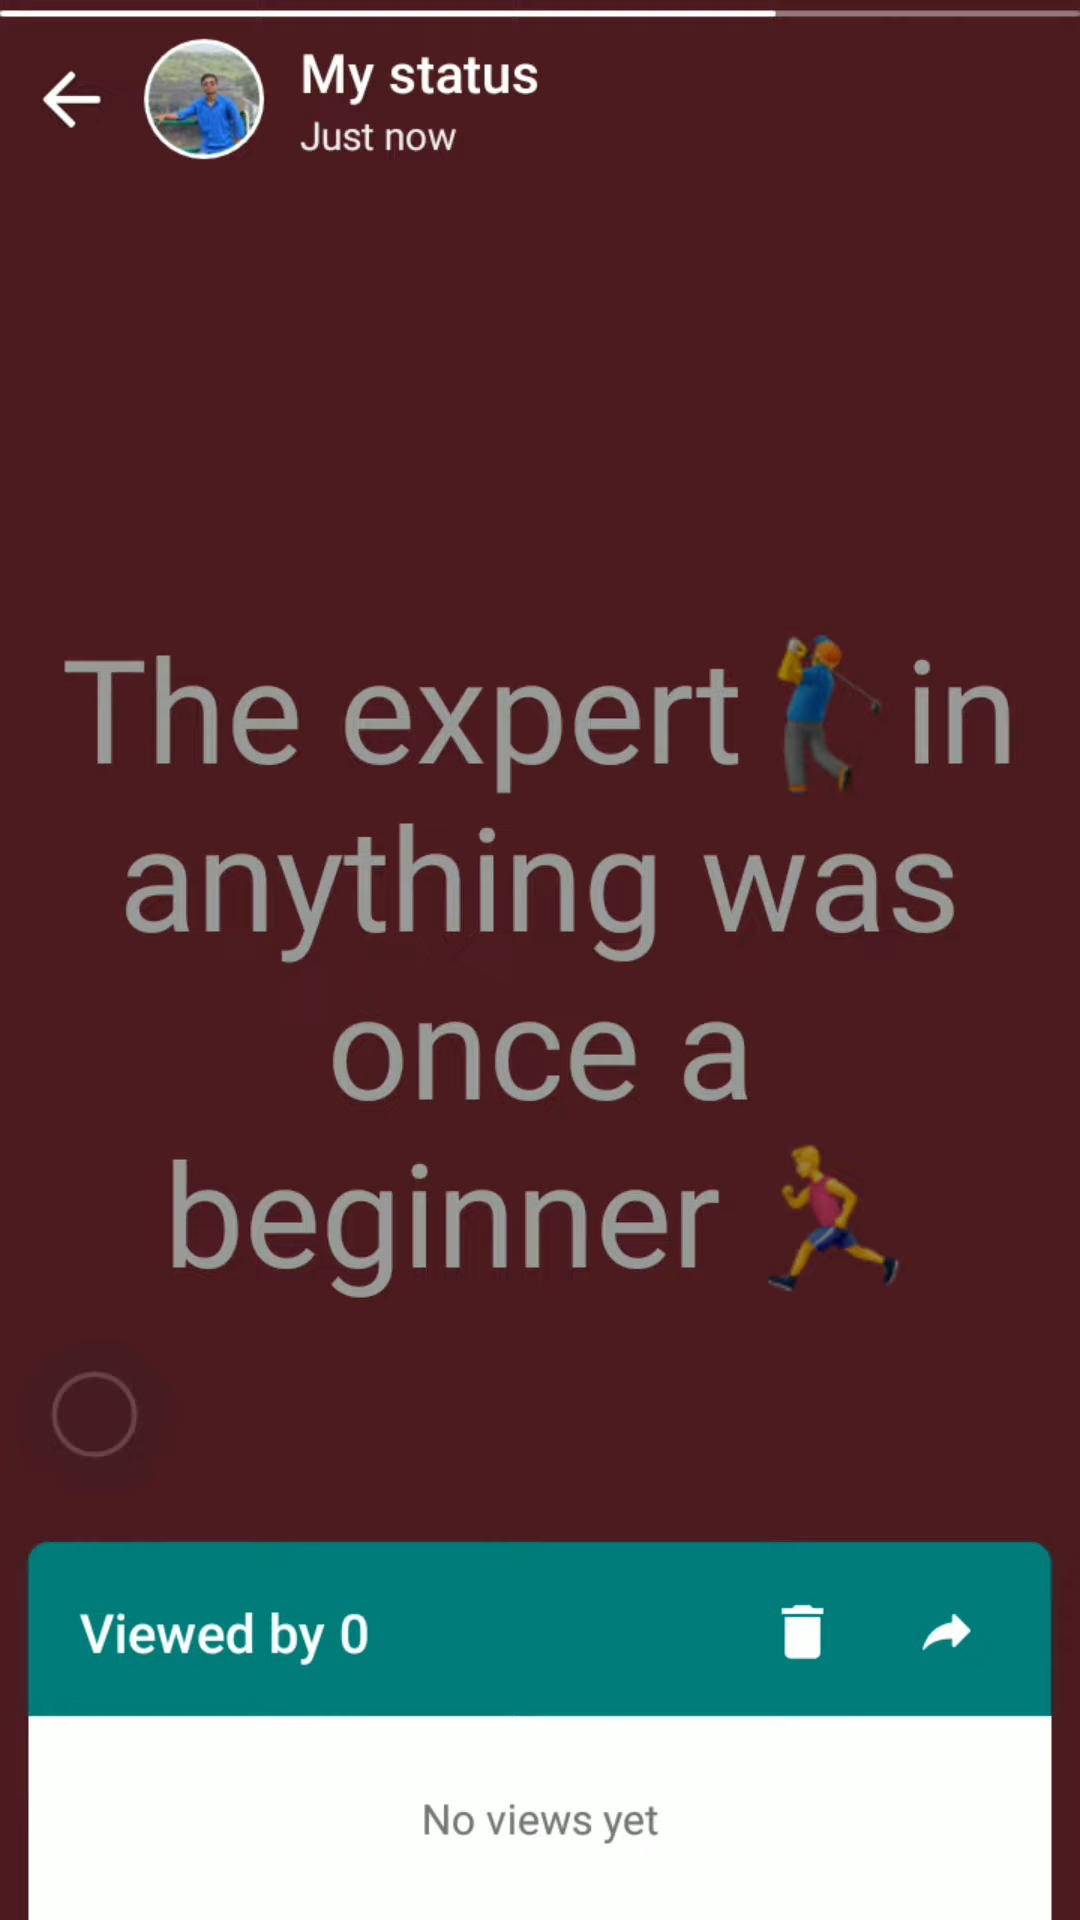 My status
Just now
The expert🏌️in
anything was
once a
beginner 🏃
Viewed by 0
No views yet